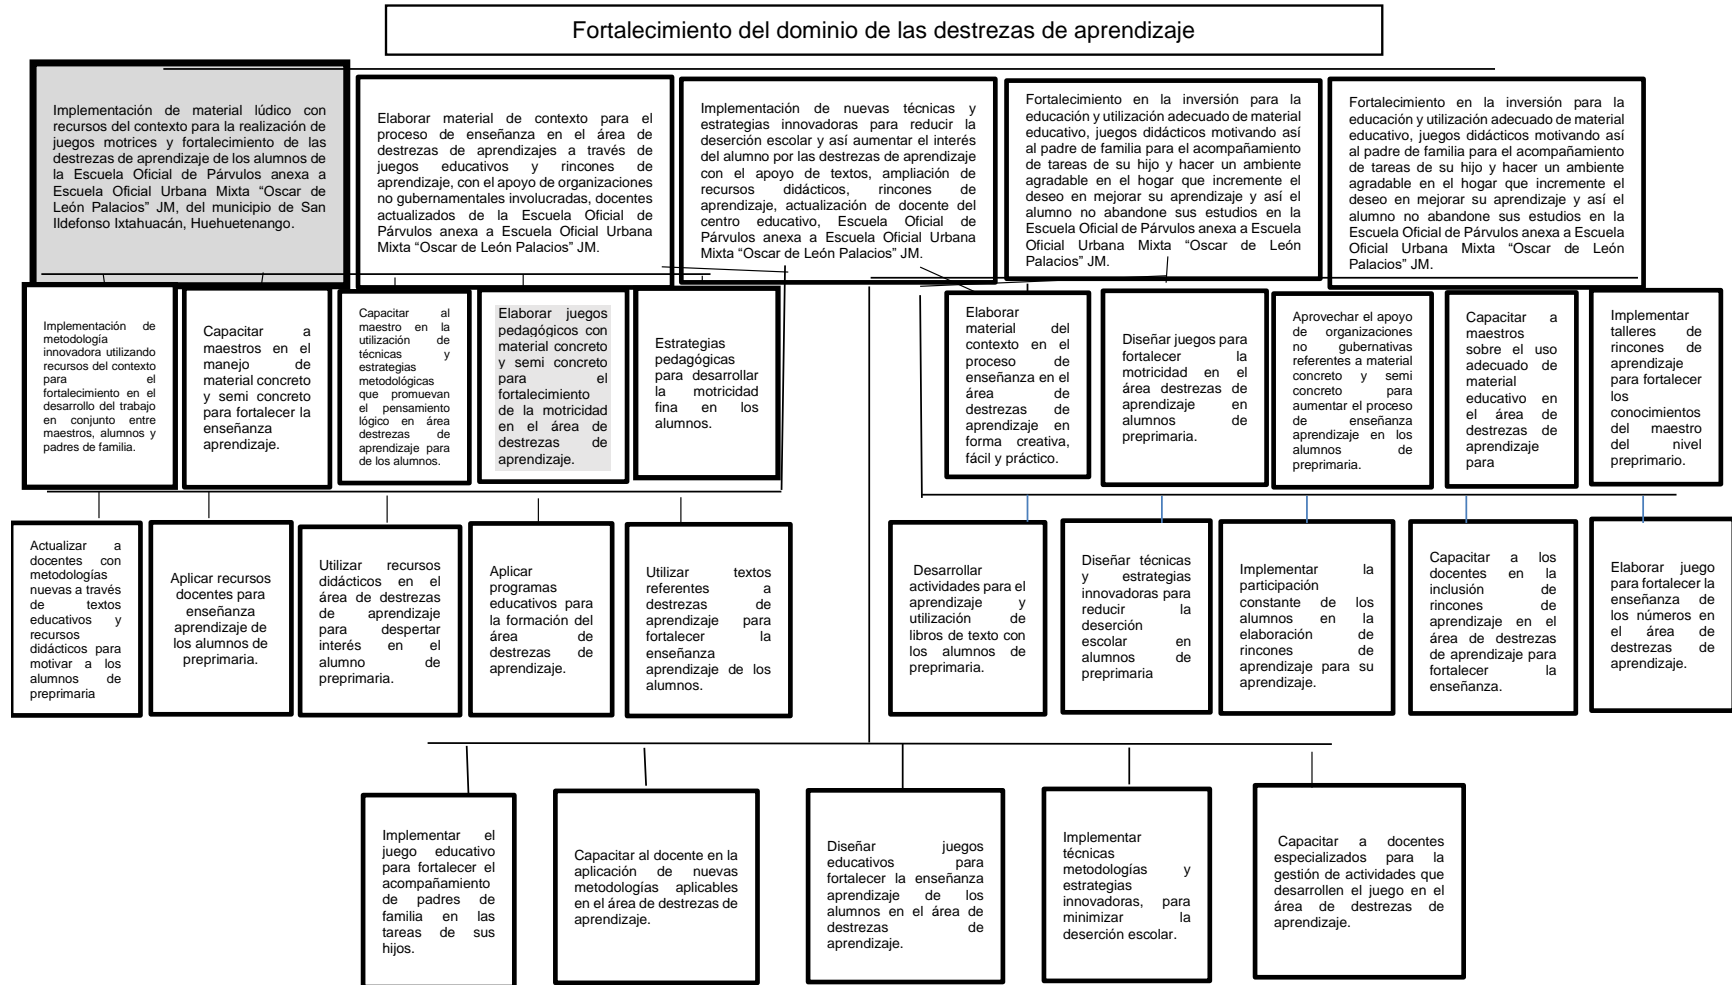 Fortalecimiento del dominio de las destrezas de aprendizaje
Implementación de material lúdico con
recursos del contexto para la realización de
juegos motrices y fortalecimiento de las
destrezas de aprendizaje de los alumnos de
la Escuela Oficial de Párvulos anexa a
Escuela Oficial Urbana Mixta “Oscar de
León Palacios” JM, del municipio de San
Ildefonso Ixtahuacán, Huehuetenango.
Elaborar material de contexto para el
proceso de enseñanza en el área de
destrezas de aprendizajes a través de
juegos educativos y rincones de
aprendizaje, con el apoyo de organizaciones
no gubernamentales involucradas, docentes
actualizados de la Escuela Oficial de
Párvulos anexa a Escuela Oficial Urbana
Mixta “Oscar de León Palacios” JM.
Implementación de nuevas técnicas y
estrategias innovadoras para reducir la
deserción escolar y así aumentar el interés
del alumno por las destrezas de aprendizaje
con el apoyo de textos, ampliación de
recursos didácticos, rincones de
aprendizaje, actualización de docente del
centro educativo, Escuela Oficial de
Párvulos anexa a Escuela Oficial Urbana
Mixta “Oscar de León Palacios” JM.
Fortalecimiento en la inversión para la
educación y utilización adecuado de material
educativo, juegos didácticos motivando así
al padre de familia para el acompañamiento
de tareas de su hijo y hacer un ambiente
agradable en el hogar que incremente el
deseo en mejorar su aprendizaje y así el
alumno no abandone sus estudios en la
Escuela Oficial de Párvulos anexa a Escuela
Oficial Urbana Mixta “Oscar de León
Palacios” JM.
Fortalecimiento en la inversión para la
educación y utilización adecuado de material
educativo, juegos didácticos motivando así
al padre de familia para el acompañamiento
de tareas de su hijo y hacer un ambiente
agradable en el hogar que incremente el
deseo en mejorar su aprendizaje y así el
alumno no abandone sus estudios en la
Escuela Oficial de Párvulos anexa a Escuela
Oficial Urbana Mixta “Oscar de León
Palacios” JM.
Implementación de
metodología
innovadora utilizando
recursos del contexto
para el
fortalecimiento en el
desarrollo del trabajo
en conjunto entre
maestros, alumnos y
padres de familia.
Capacitar a
maestros en el
manejo de
material concreto
y semi concreto
para fortalecer la
enseñanza
aprendizaje.
Capacitar al
maestro en la
utilización de
técnicas y
estrategias
metodológicas
que promuevan
el pensamiento
lógico en área
destrezas de
aprendizaje para
de los alumnos.
Elaborar juegos
pedagógicos con
material concreto
y semi concreto
para el
fortalecimiento
de la motricidad
en el área de
destrezas de
aprendizaje.
Estrategias
pedagógicas
para desarrollar
la motricidad
fina en los
alumnos.
Elaborar
material del
contexto en el
proceso de
enseñanza en el
área de
destrezas de
aprendizaje en
forma creativa,
fácil y práctico.
Diseñar juegos para
fortalecer la
motricidad en el
área destrezas de
aprendizaje en
alumnos de
preprimaria.
Aprovechar el apoyo
de organizaciones
no gubernativas
referentes a material
concreto y semi
concreto para
aumentar el proceso
de enseñanza
aprendizaje en los
alumnos de
preprimaria.
Capacitar a
maestros
sobre el uso
adecuado de
material
educativo en
el área de
destrezas de
aprendizaje
para
Implementar
talleres de
rincones de
aprendizaje
para fortalecer
los
conocimientos
del maestro
del nivel
preprimario.
Actualizar a
docentes con
metodologías
nuevas a través
de textos
educativos y
recursos
didácticos para
motivar a los
alumnos de
preprimaria
Aplicar recursos
docentes para
enseñanza
aprendizaje de
los alumnos de
preprimaria.
Utilizar recursos
didácticos en el
área de destrezas
de aprendizaje
para despertar
interés en el
alumno de
preprimaria.
Aplicar
programas
educativos para
la formación del
área de
destrezas de
aprendizaje.
Utilizar textos
referentes a
destrezas de
aprendizaje para
fortalecer la
enseñanza
aprendizaje de los
alumnos.
Desarrollar
actividades para el
aprendizaje y
utilización de
libros de texto con
los alumnos de
preprimaria.
Diseñar técnicas
y estrategias
innovadoras para
reducir la
deserción
escolar en
alumnos de
preprimaria
Implementar la
participación
constante de los
alumnos en la
elaboración de
rincones de
aprendizaje para su
aprendizaje.
Capacitar a los
docentes en la
inclusión de
rincones de
aprendizaje en el
área de destrezas
de aprendizaje para
fortalecer la
enseñanza.
Elaborar juego
para fortalecer la
enseñanza de
los números en
el área de
destrezas de
aprendizaje.
Implementar el
juego educativo
para fortalecer el
acompañamiento
de padres de
familia en las
tareas de sus
hijos.
Capacitar al docente en la
aplicación de nuevas
metodologías aplicables
en el área de destrezas de
aprendizaje.
Diseñar juegos
educativos para
fortalecer la enseñanza
aprendizaje de los
alumnos en el área de
destrezas de
aprendizaje.
Implementar
técnicas
metodologías y
estrategias
innovadoras, para
minimizar la
deserción escolar.
Capacitar a docentes
especializados para la
gestión de actividades que
desarrollen el juego en el
área de destrezas de
aprendizaje.